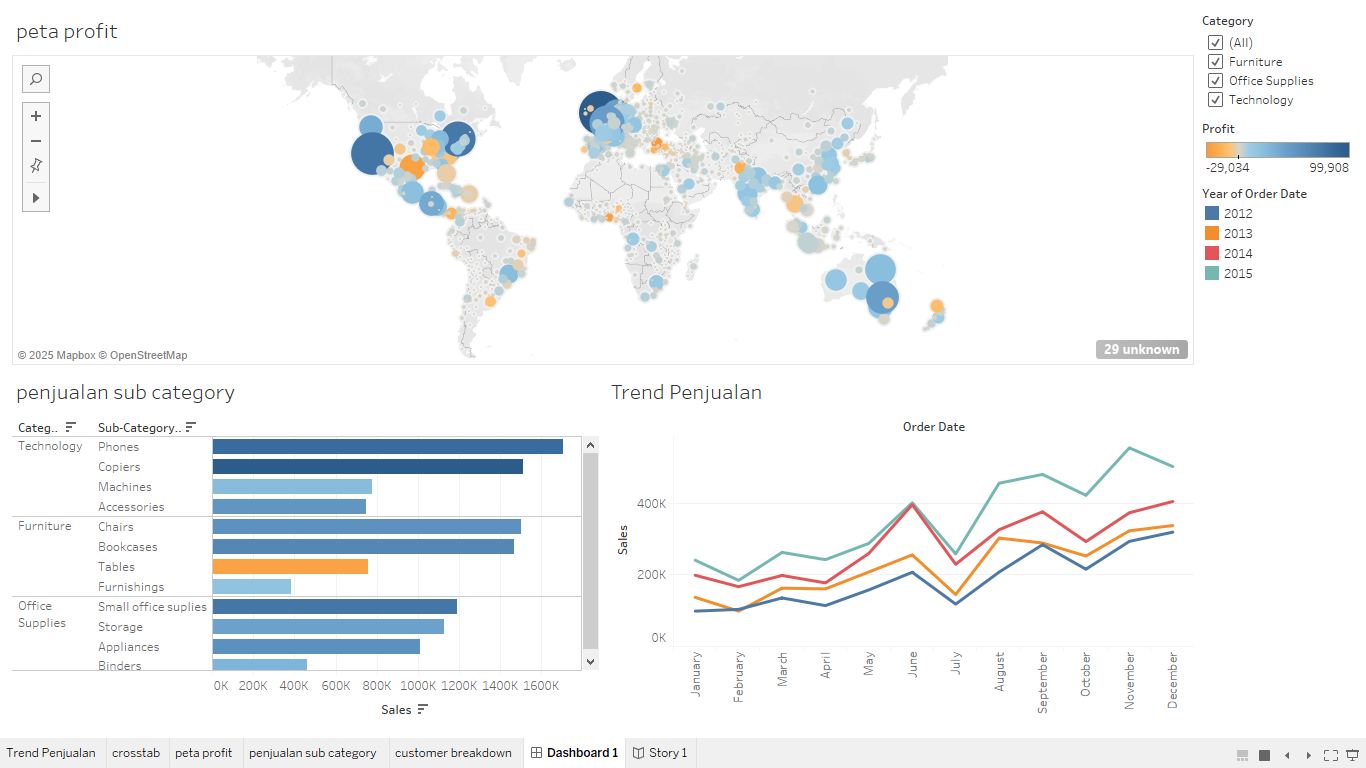 peta profit
© 2025 Mapbox © OpenStreetMap
29 unknown
Category
(All)
Furniture
Office Supplies
Technology
Profit
-29,034 99,908
Year of Order Date
2012
2013
2014
2015
penjualan sub category
Categ.. Sub-Category..
Technology Phones
Copiers
Machines
Accessories
Furniture Chairs
Bookcases
Tables
Furnishings
Office Supplies Small office suplies
Storage
Appliances
Binders
0K 200K 400K 600K 800K 1000K 1200K 1400K 1600K
Sales
Trend Penjualan
Order Date
Sales
400K
200K
0K
January February March April May June July August September October November December
Trend Penjualan crosstab peta profit penjualan sub category customer breakdown Dashboard 1 Story 1